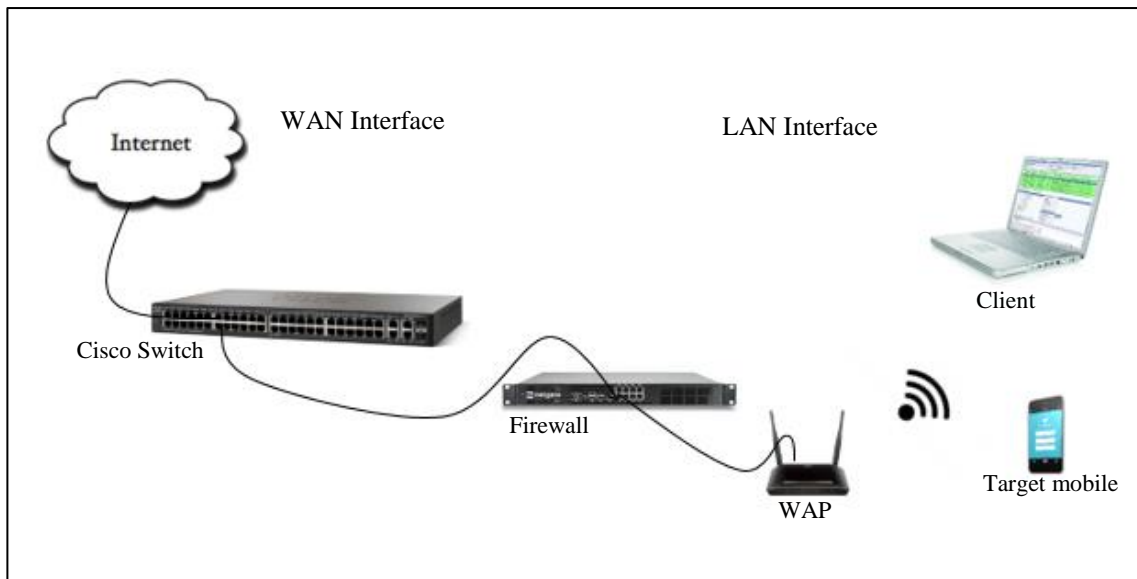 WAN Interface
LAN Interface
Internet
Client
Cisco Switch
Firewall
Target mobile
WAP